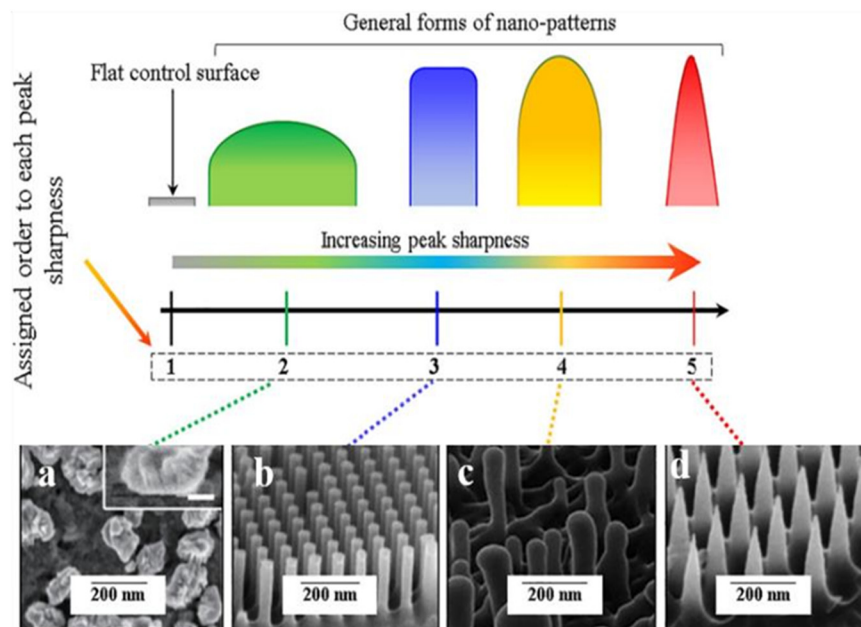 General forms of nano-patterns
Flat control surface
Assigned order to each peak
sharpness
Increasing peak sharpness
1 2 3 4 5
a b c d
200 nm 200 nm 200 nm 200 nm